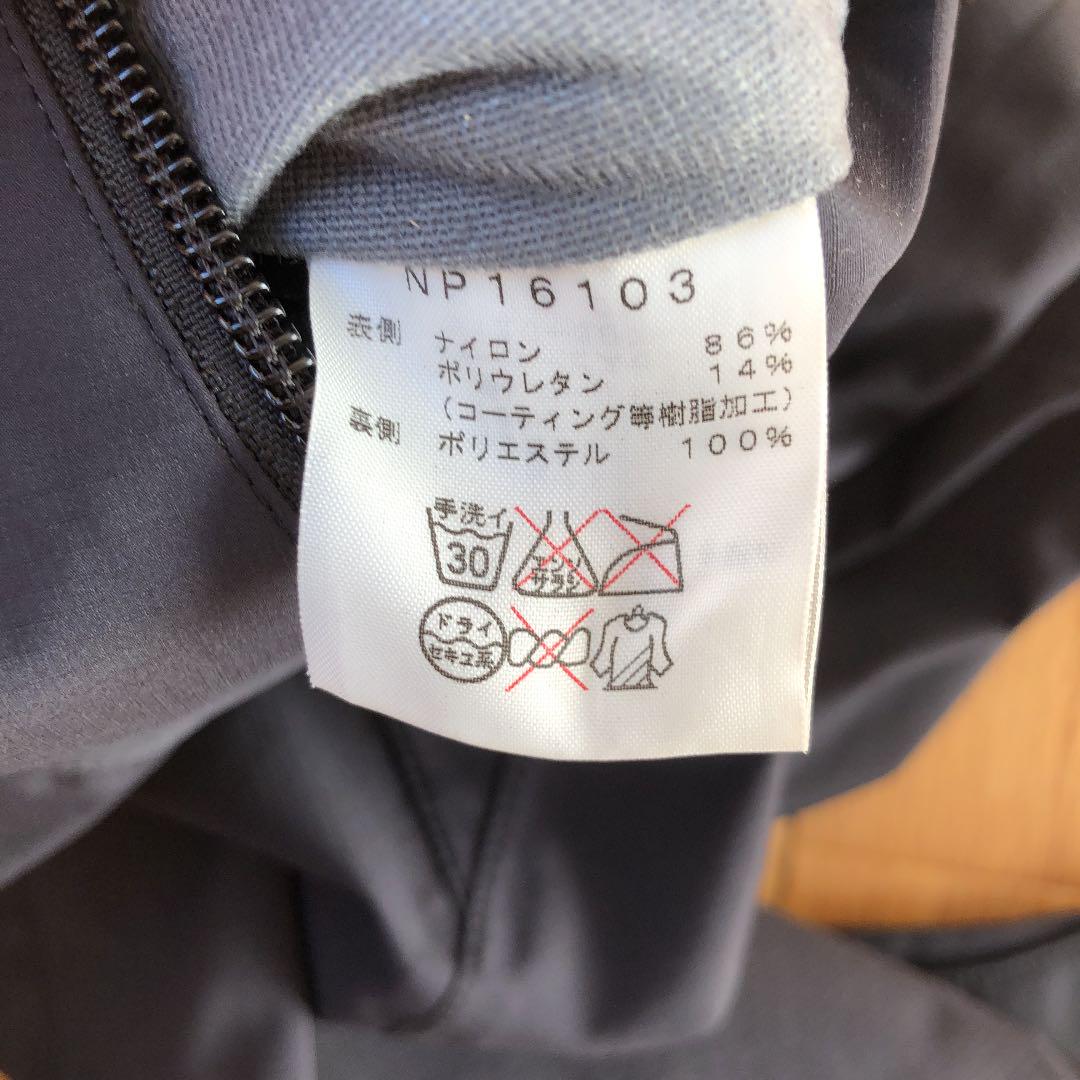 NP16103
表側 ナイロン 86%
ポリウレタン 14%
(コーティング等樹脂加工)
裏側 ポリエステル 100%
手洗イ エンソ
30 サラシ
ドライ
セキユ系